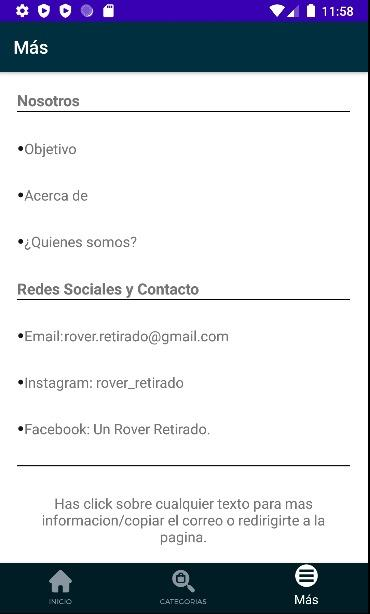 11:58
Más
Nosotros
•Objetivo
•Acerca de
•¿Quienes somos?
Redes Sociales y Contacto
•Email:rover.retirado@gmail.com
•Instagram: rover_retirado
•Facebook: Un Rover Retirado.
Has click sobre cualquier texto para mas
informacion/copiar el correo o redirigirte a la
pagina.
INICIO
CATEGORIAS
Más